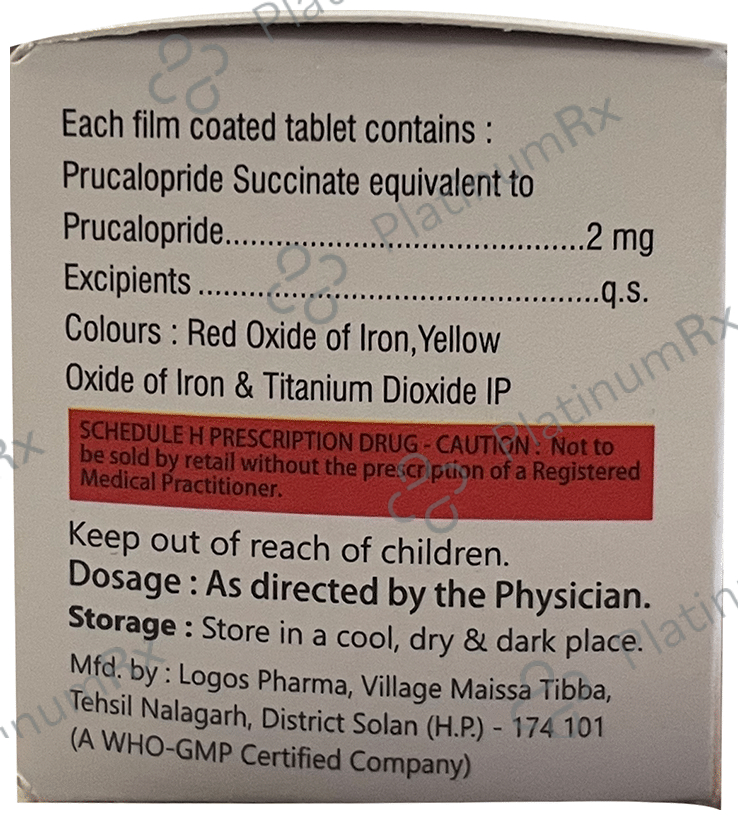 Each film coated tablet contains :
Prucalopride Succinate equivalent to
Prucalopride............................................2 mg
Excipients ................................................q.s.
Colours : Red Oxide of Iron, Yellow
Oxide of Iron & Titanium Dioxide IP
SCHEDULE H PRESCRIPTION DRUG - CAUTION : Not to
be sold by retail without the prescription of a Registered
Medical Practitioner.
Keep out of reach of children.
Dosage : As directed by the Physician.
Storage : Store in a cool, dry & dark place.
Mfd. by : Logos Pharma, Village Maissa Tibba,
Tehsil Nalagarh, District Solan (H.P.) - 174 101
(A WHO-GMP Certified Company)
PlatinumRx
PlatinumRx
PlatinumRx